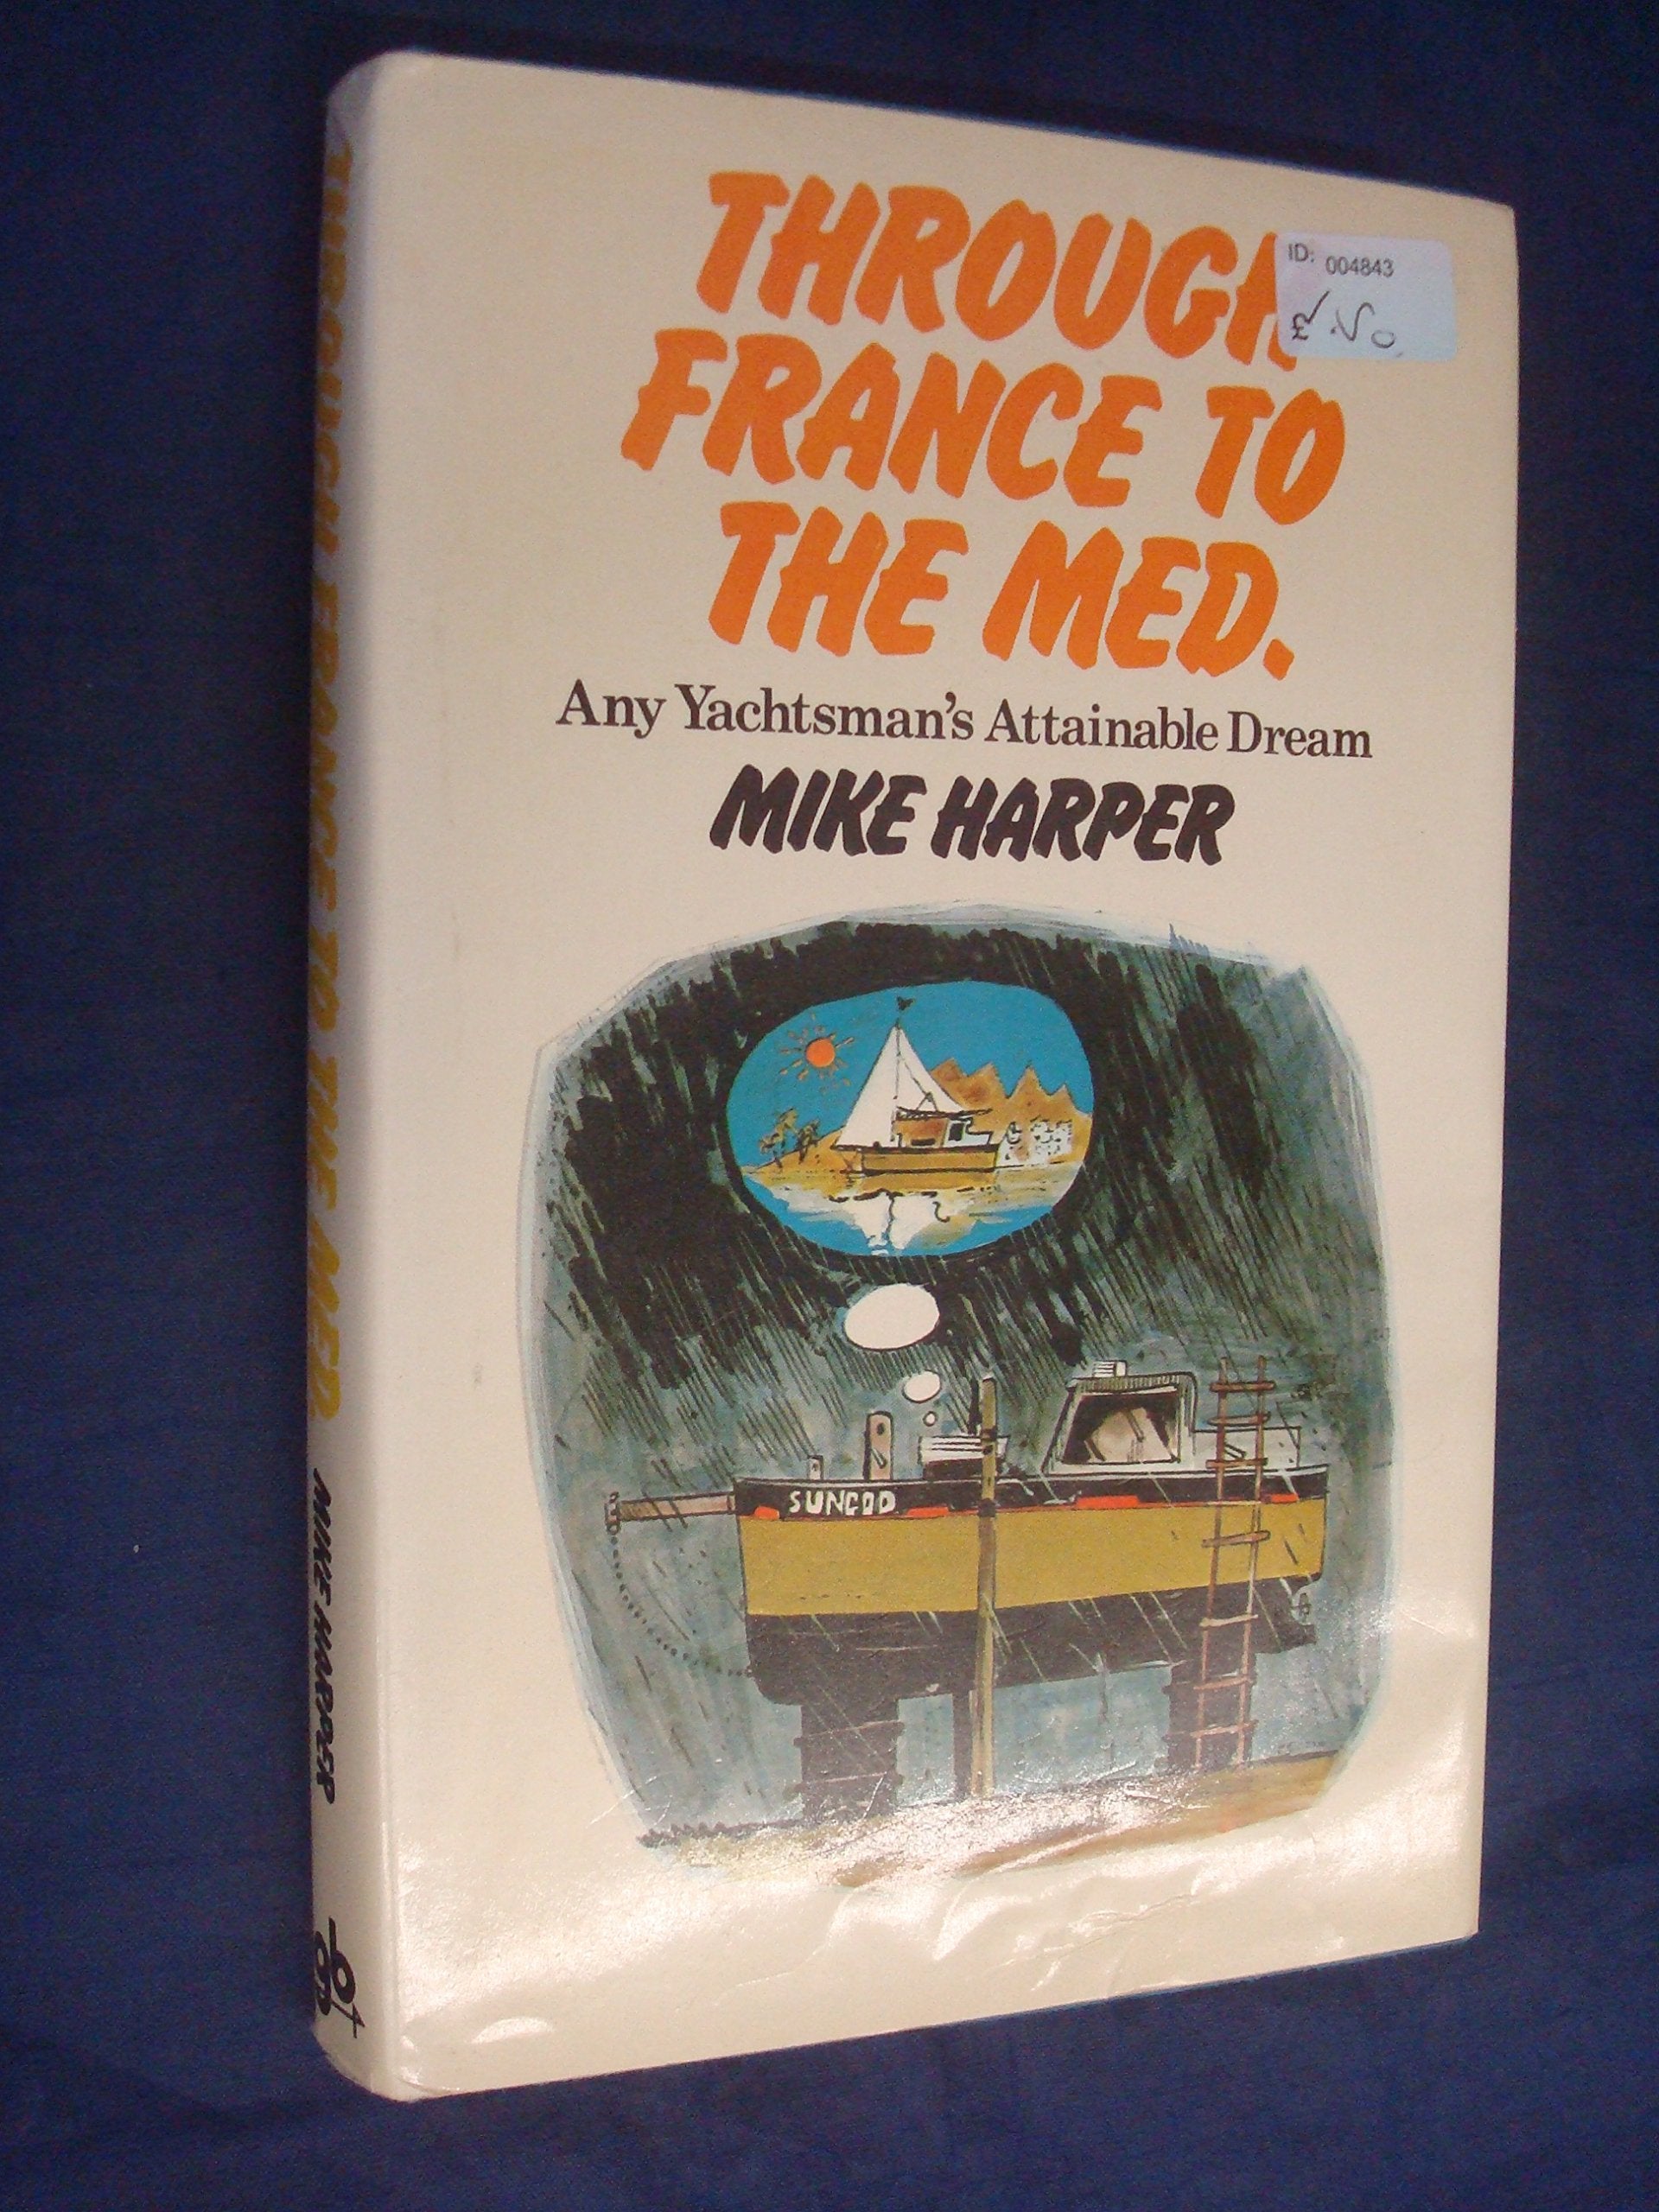 THROUGH
ID: 004843
FRANCE TO
THE MED.
Any Yachtsman's Attainable Dream
MIKE HARPER
SUNGOD
THROUGH FRANCE TO THE MED. MIKE HARPER